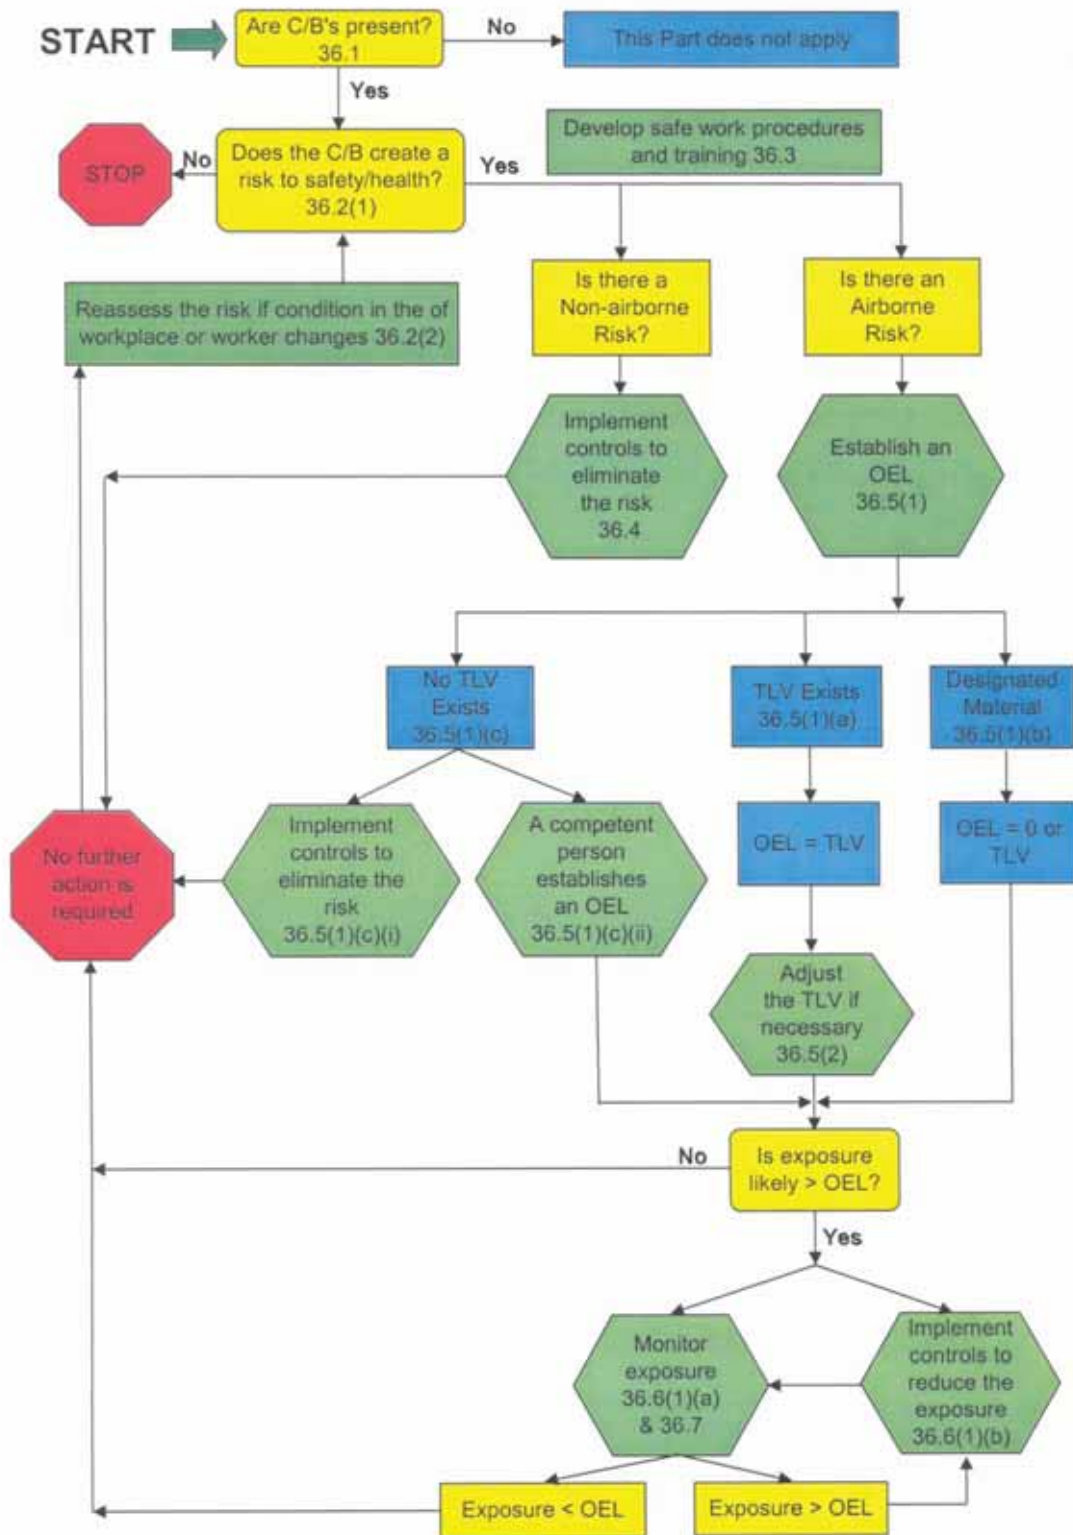 START
Are C/B's present?
36.1
No
This Part does not apply
Yes
Develop safe work procedures
and training 36.3
STOP
No
Does the C/B create a
risk to safety/health?
36.2(1)
Yes
Reassess the risk if condition in the of
workplace or worker changes 36.2(2)
Is there a
Non-airborne
Risk?
Is there an
Airborne
Risk?
Implement
controls to
eliminate
the risk
36.4
Establish an
OEL
36.5(1)
No TLV
Exists
36.5(1)(c)
TLV Exists
36.5(1)(a)
Designated
Material
36.5(1)(b)
No further
action is
required
Implement
controls to
eliminate the
risk
36.5(1)(c)(i)
A competent
person
establishes
an OEL
36.5(1)(c)(ii)
OEL = TLV
OEL = 0 or
TLV
Adjust
the TLV if
necessary
36.5(2)
No
Is exposure
likely > OEL?
Yes
Monitor
exposure
36.6(1)(a)
& 36.7
Implement
controls to
reduce the
exposure
36.6(1)(b)
Exposure < OEL
Exposure > OEL